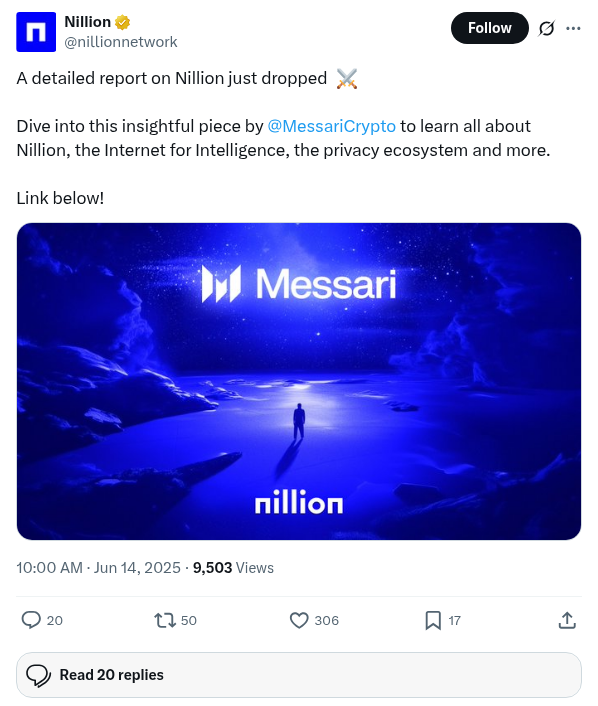 Nillion
@nillionnetwork
Follow
A detailed report on Nillion just dropped ⚔️
Dive into this insightful piece by @MessariCrypto to learn all about
Nillion, the Internet for Intelligence, the privacy ecosystem and more.
Link below!
Messari
nillion
10:00 AM · Jun 14, 2025 · 9,503 Views
20 50 306 17
Read 20 replies